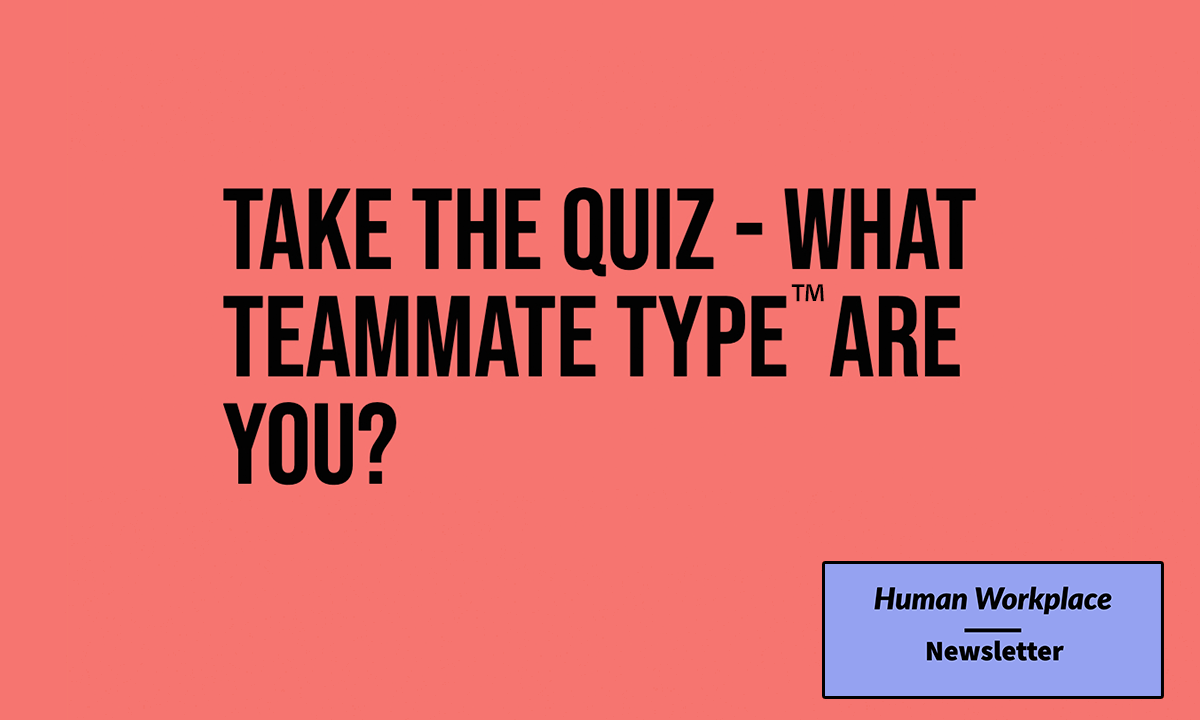 TAKE THE QUIZ - WHAT
TEAMMATE TYPE™ ARE
YOU?
Human Workplace
Newsletter